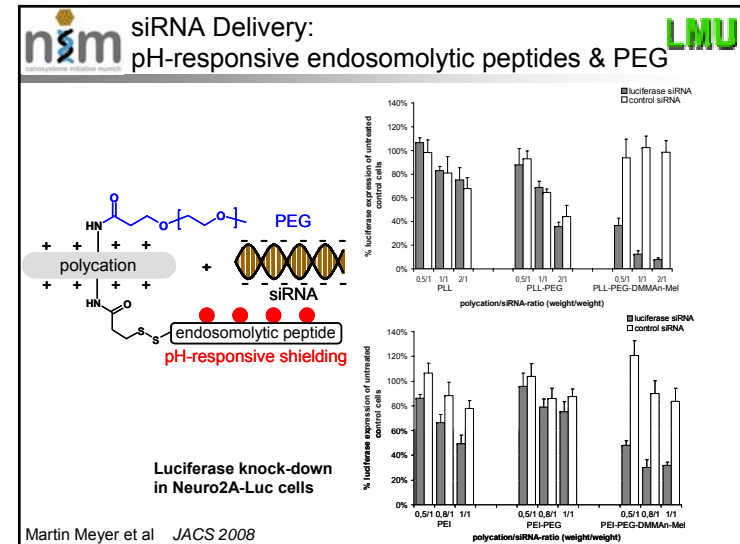 nim
nanosystems initiative munich
siRNA Delivery:
pH-responsive endosomolytic peptides & PEG
LMU
O
HN
O
O
PEG
+ + + +
polycation
+ + + +
+
siRNA
HN
O
S
S
endosomolytic peptide
pH-responsive shielding
Luciferase knock-down
in Neuro2A-Luc cells
Martin Meyer et al JACS 2008
luciferase siRNA
control siRNA
% luciferase expression of untreated
control cells
140%
120%
100%
80%
60%
40%
20%
0%
0,5/1 1/1 2/1 0,5/1 1/1 2/1 0,5/1 1/1 2/1
PLL PLL-PEG PLL-PEG-DMMAn-Mel
polycation/siRNA-ratio (weight/weight)
luciferase siRNA
control siRNA
% luciferase expression of untreated
control cells
140%
120%
100%
80%
60%
40%
20%
0%
0,5/1 0,8/1 1/1 0,5/1 0,8/1 1/1 0,5/1 0,8/1 1/1
PEI PEI-PEG PEI-PEG-DMMAn-Mel
polycation/siRNA-ratio (weight/weight)